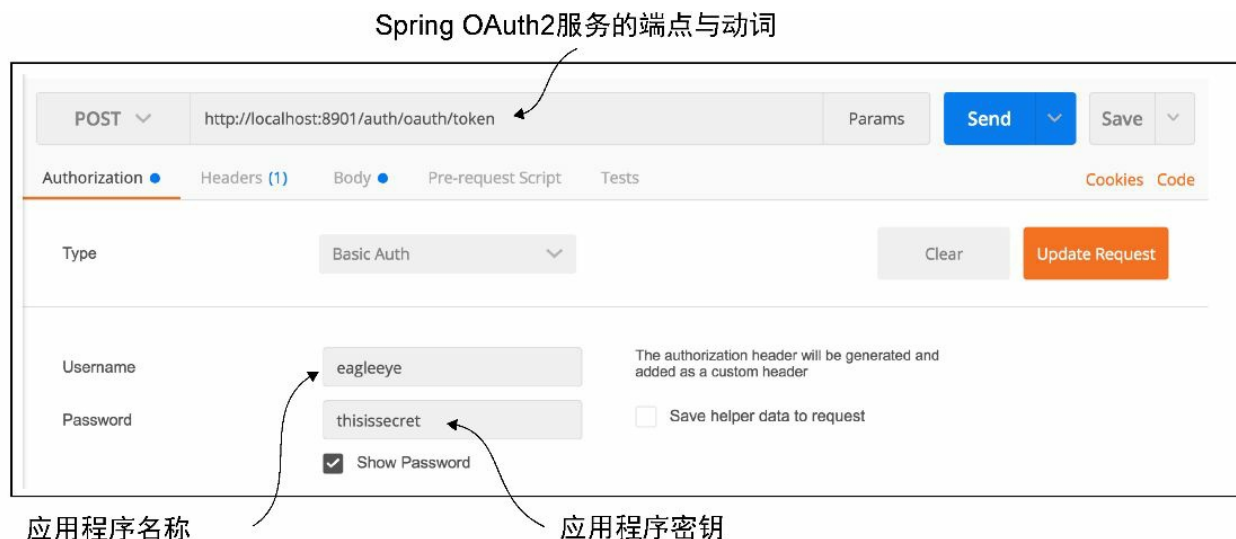 Spring OAuth2服务的端点与动词
POST http://localhost:8901/auth/oauth/token Params Send Save
Authorization Headers (1) Body Pre-request Script Tests Cookies Code
Type Basic Auth Clear Update Request
Username eagleeye The authorization header will be generated and
added as a custom header
Password thisissecret Save helper data to request
Show Password
应用程序名称 应用程序密钥